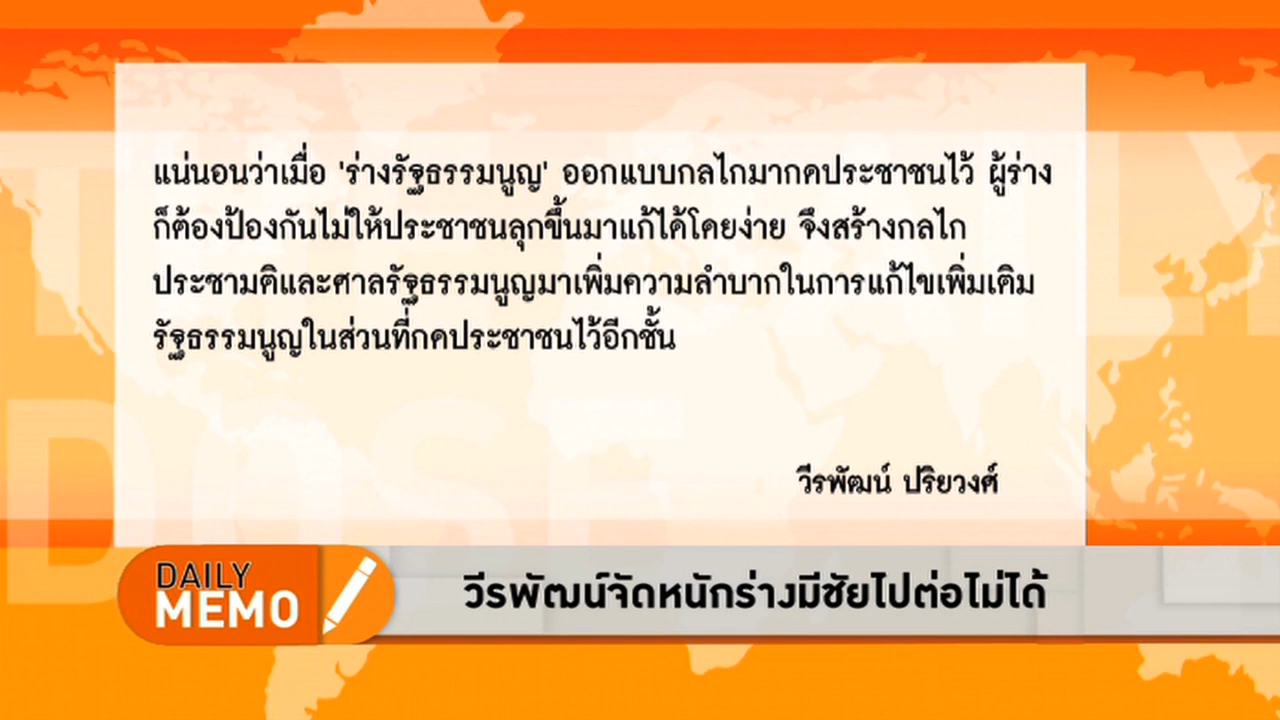 แน่นอนว่าเมื่อ 'ร่างรัฐธรรมนูญ' ออกแบบกลไกมากดประชาชนไว้ ผู้ร่าง
ก็ต้องป้องกันไม่ให้ประชาชนลุกขึ้นมาแก้ได้โดยง่าย จึงสร้างกลไก
ประชามติและศาลรัฐธรรมนูญมาเพิ่มความลำบากในการแก้ไขเพิ่มเติม
รัฐธรรมนูญในส่วนที่กดประชาชนไว้อีกชั้น
วีรพัฒน์ ปริยวงศ์
DAILY
MEMO
วีรพัฒน์จัดหนักร่างมีชัยไปต่อไม่ได้
THE DAILY
DOSE